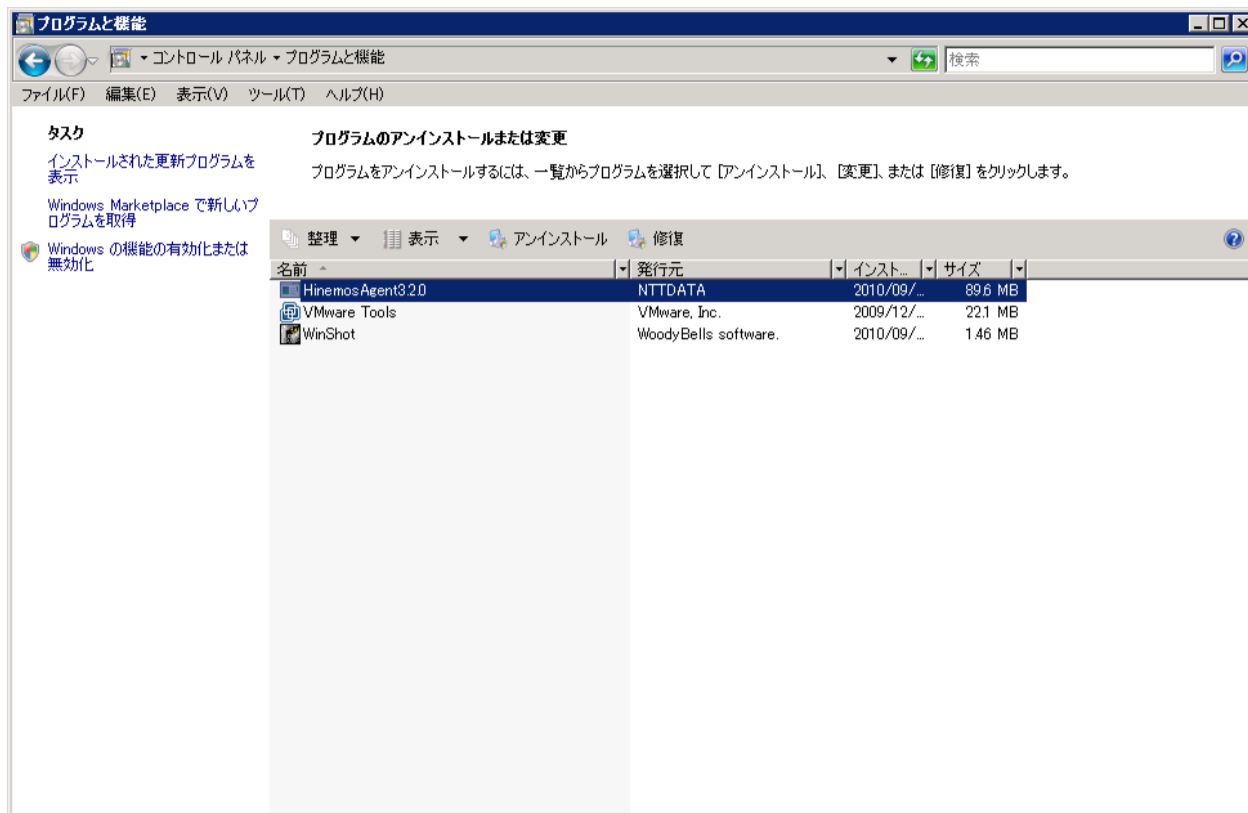 プログラムと機能
コントロール パネル プログラムと機能
検索
ファイル(F) 編集(E) 表示(V) ツール(T) ヘルプ(H)
タスク
インストールされた更新プログラムを
表示
Windows Marketplace で新しいプ
ログラムを取得
Windows の機能の有効化または
無効化
プログラムのアンインストールまたは変更
プログラムをアンインストールするには、一覧からプログラムを選択して [アンインストール]、[変更]、または [修復] をクリックします。
整理 表示 アンインストール 修復
名前 発行元 インスト... サイズ
HinemosAgent3.2.0 NTTDATA 2010/09/... 89.6 MB
VMware Tools VMware, Inc. 2009/12/... 22.1 MB
WinShot WoodyBells software. 2010/09/... 1.46 MB